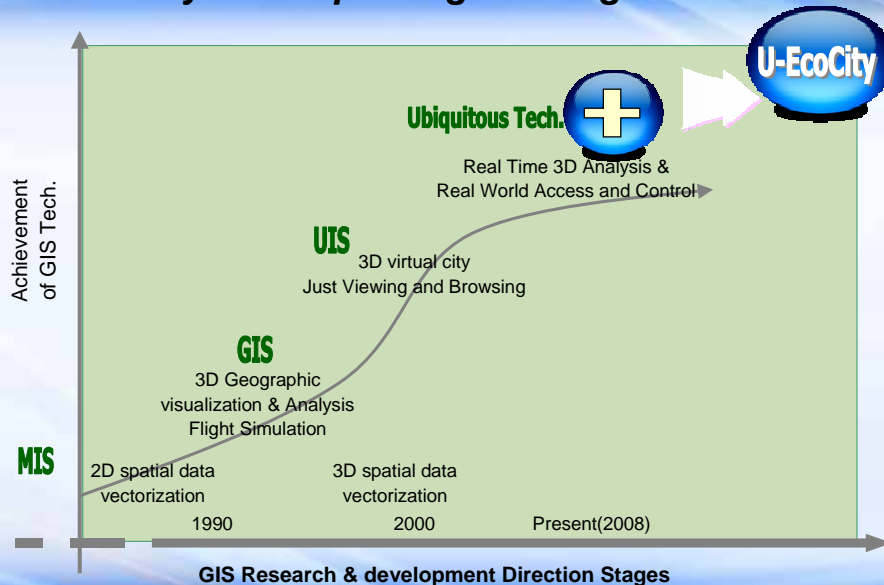 U-EcoCity
Ubiquitous Tech.
Real Time 3D Analysis &
Real World Access and Control
Achievement
of GIS Tech.
UIS
3D virtual city
Just Viewing and Browsing
GIS
3D Geographic
visualization & Analysis
Flight Simulation
MIS
2D spatial data
vectorization
3D spatial data
vectorization
1990
2000
Present(2008)
GIS Research & development Direction Stages